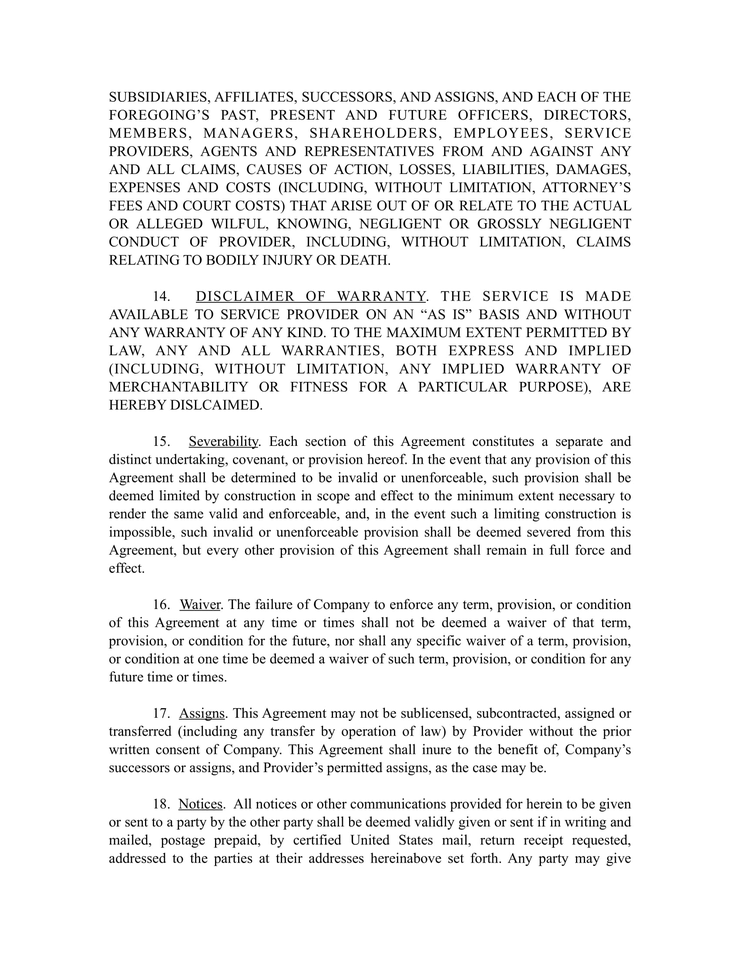 SUBSIDIARIES, AFFILIATES, SUCCESSORS, AND ASSIGNS, AND EACH OF THE
FOREGOING’S PAST, PRESENT AND FUTURE OFFICERS, DIRECTORS,
MEMBERS, MANAGERS, SHAREHOLDERS, EMPLOYEES, SERVICE
PROVIDERS, AGENTS AND REPRESENTATIVES FROM AND AGAINST ANY
AND ALL CLAIMS, CAUSES OF ACTION, LOSSES, LIABILITIES, DAMAGES,
EXPENSES AND COSTS (INCLUDING, WITHOUT LIMITATION, ATTORNEY’S
FEES AND COURT COSTS) THAT ARISE OUT OF OR RELATE TO THE ACTUAL
OR ALLEGED WILFUL, KNOWING, NEGLIGENT OR GROSSLY NEGLIGENT
CONDUCT OF PROVIDER, INCLUDING, WITHOUT LIMITATION, CLAIMS
RELATING TO BODILY INJURY OR DEATH.
14. DISCLAIMER OF WARRANTY. THE SERVICE IS MADE
AVAILABLE TO SERVICE PROVIDER ON AN “AS IS” BASIS AND WITHOUT
ANY WARRANTY OF ANY KIND. TO THE MAXIMUM EXTENT PERMITTED BY
LAW, ANY AND ALL WARRANTIES, BOTH EXPRESS AND IMPLIED
(INCLUDING, WITHOUT LIMITATION, ANY IMPLIED WARRANTY OF
MERCHANTABILITY OR FITNESS FOR A PARTICULAR PURPOSE), ARE
HEREBY DISLCAIMED.
15. Severability. Each section of this Agreement constitutes a separate and
distinct undertaking, covenant, or provision hereof. In the event that any provision of this
Agreement shall be determined to be invalid or unenforceable, such provision shall be
deemed limited by construction in scope and effect to the minimum extent necessary to
render the same valid and enforceable, and, in the event such a limiting construction is
impossible, such invalid or unenforceable provision shall be deemed severed from this
Agreement, but every other provision of this Agreement shall remain in full force and
effect.
16. Waiver. The failure of Company to enforce any term, provision, or condition
of this Agreement at any time or times shall not be deemed a waiver of that term,
provision, or condition for the future, nor shall any specific waiver of a term, provision,
or condition at one time be deemed a waiver of such term, provision, or condition for any
future time or times.
17. Assigns. This Agreement may not be sublicensed, subcontracted, assigned or
transferred (including any transfer by operation of law) by Provider without the prior
written consent of Company. This Agreement shall inure to the benefit of, Company’s
successors or assigns, and Provider’s permitted assigns, as the case may be.
18. Notices. All notices or other communications provided for herein to be given
or sent to a party by the other party shall be deemed validly given or sent if in writing and
mailed, postage prepaid, by certified United States mail, return receipt requested,
addressed to the parties at their addresses hereinabove set forth. Any party may give